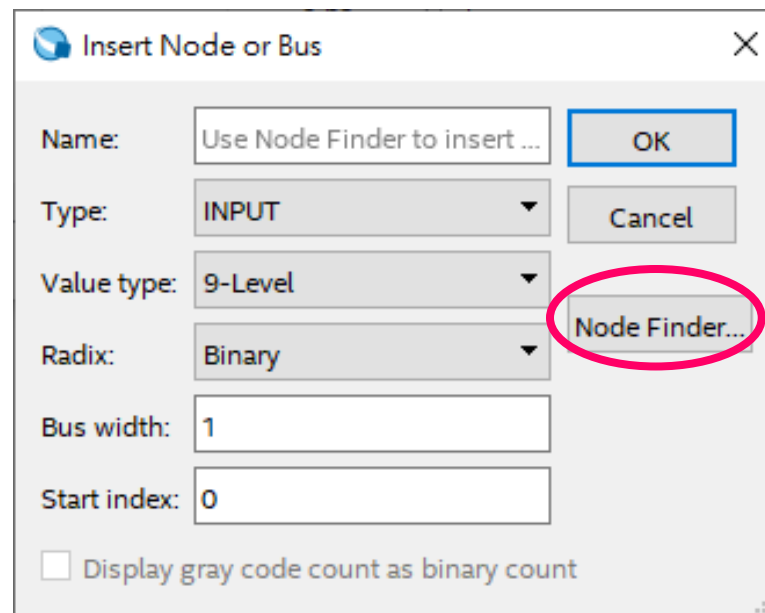 Insert Node or Bus
Name:
Use Node Finder to insert ...
OK
Type:
INPUT
Cancel
Value type:
9-Level
Node Finder...
Radix:
Binary
Bus width:
1
Start index:
0
Display gray code count as binary count